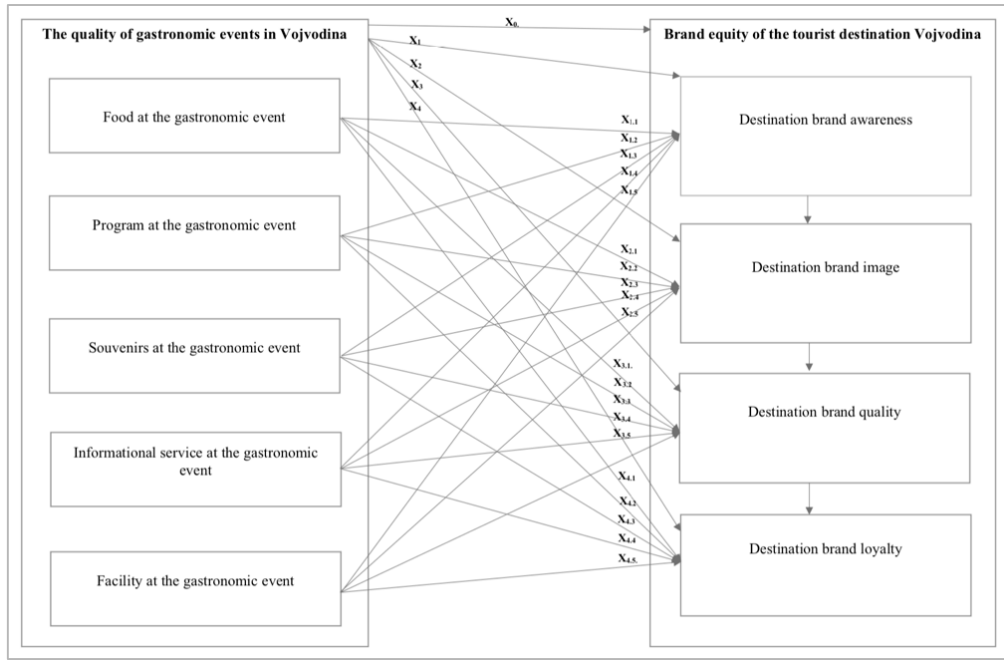 X₀.
The quality of gastronomic events in Vojvodina
Brand equity of the tourist destination Vojvodina
X₁
X₂
X₃
X₄
Food at the gastronomic event
Program at the gastronomic event
Souvenirs at the gastronomic event
Informational service at the gastronomic
event
Facility at the gastronomic event
X₁.₁
X₁.₂
X₁.₃
X₁.₄
X₁.₅
X₂.₁
X₂.₂
X₂.₃
X₂.₄
X₂.₅
X₃.₁.
X₃.₂
X₃.₃
X₃.₄
X₃.₅
X₄.₁
X₄.₂
X₄.₃
X₄.₄
X₄.₅.
Destination brand awareness
Destination brand image
Destination brand quality
Destination brand loyalty